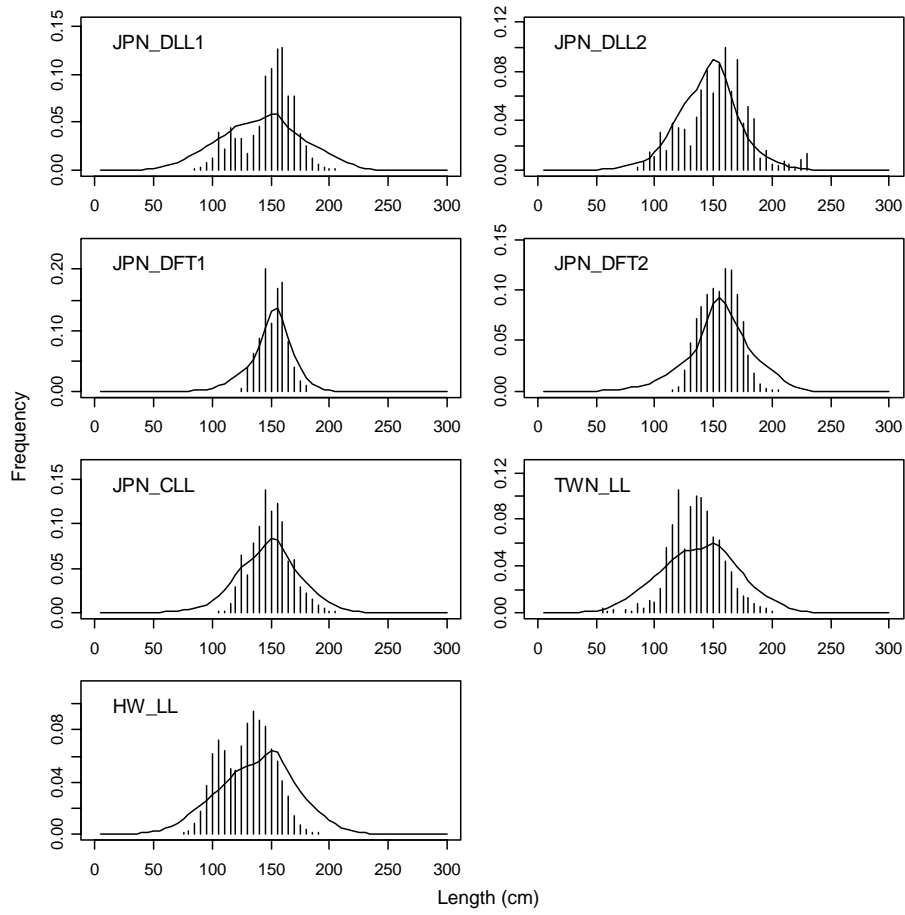 JPN_DLL1
0.00 0.05 0.10 0.15
0 50 100 150 200 250 300
JPN_DLL2
0.00 0.04 0.08 0.12
0 50 100 150 200 250 300
JPN_DFT1
0.00 0.10 0.20
0 50 100 150 200 250 300
JPN_DFT2
0.00 0.05 0.10 0.15
0 50 100 150 200 250 300
JPN_CLL
0.00 0.05 0.10 0.15
0 50 100 150 200 250 300
TWN_LL
0.00 0.04 0.08 0.12
0 50 100 150 200 250 300
HW_LL
0.00 0.04 0.08
0 50 100 150 200 250 300
Frequency
Length (cm)